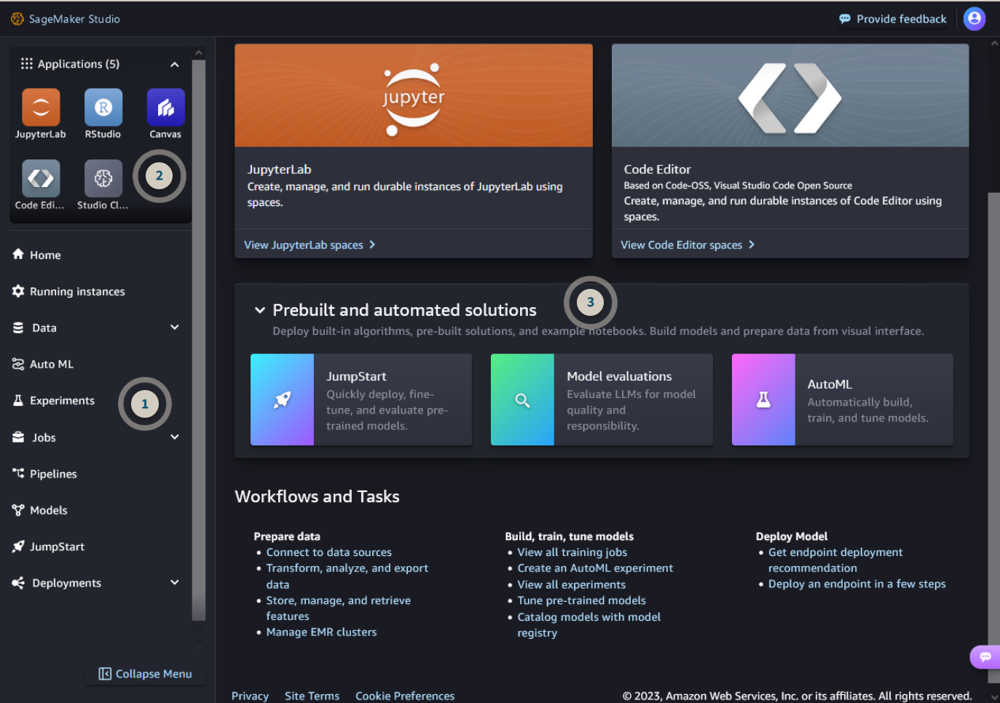 SageMaker Studio
Provide feedback
Applications (5)
JupyterLab
RStudio
Canvas
Code Edi...
Studio Cl...
2
Home
Running instances
Data
Auto ML
Experiments
1
Jobs
Pipelines
Models
JumpStart
Deployments
Collapse Menu
jupyter
JupyterLab
Create, manage, and run durable instances of JupyterLab using
spaces.
View JupyterLab spaces
Code Editor
Based on Code-OSS, Visual Studio Code Open Source
Create, manage, and run durable instances of Code Editor using
spaces.
View Code Editor spaces
Prebuilt and automated solutions
3
Deploy built-in algorithms, pre-built solutions, and example notebooks. Build models and prepare data from visual interface.
JumpStart
Quickly deploy, fine-
tune, and evaluate pre-
trained models.
Model evaluations
Evaluate LLMs for model
quality and
responsibility.
AutoML
Automatically build,
train, and tune models.
Workflows and Tasks
Prepare data
• Connect to data sources
• Transform, analyze, and export
data
• Store, manage, and retrieve
features
• Manage EMR clusters
Build, train, tune models
• View all training jobs
• Create an AutoML experiment
• View all experiments
• Tune pre-trained models
• Catalog models with model
registry
Deploy Model
• Get endpoint deployment
recommendation
• Deploy an endpoint in a few steps
Privacy
Site Terms
Cookie Preferences
© 2023, Amazon Web Services, Inc. or its affiliates. All rights reserved.